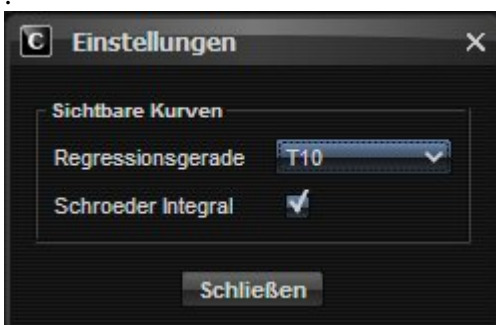 .
C Einstellungen ×
Sichtbare Kurven
Regressionsgerade T10
Schroeder Integral
Schließen